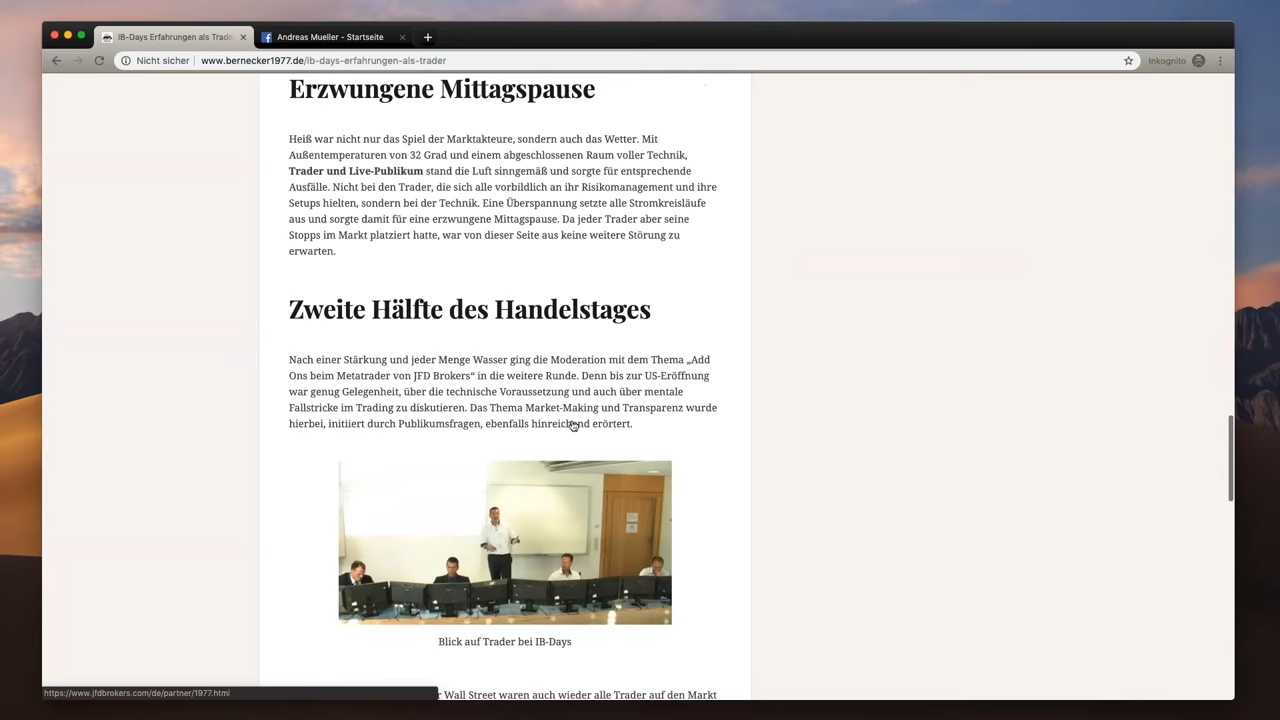 IB-Days Erfahrungen als Trade
Andreas Mueller - Startseite
Nicht sicher
www.bernecker1977.de/ib-days-erfahrungen-als-trader
Inkognito
Erzwungene Mittagspause
Heiß war nicht nur das Spiel der Marktakteure, sondern auch das Wetter. Mit
Außentemperaturen von 32 Grad und einem abgeschlossenen Raum voller Technik,
Trader und Live-Publikum stand die Luft sinngemäß und sorgte für entsprechende
Ausfälle. Nicht bei den Trader, die sich alle vorbildlich an ihr Risikomanagement und ihre
Setups hielten, sondern bei der Technik. Eine Überspannung setzte alle Stromkreisläufe
aus und sorgte damit für eine erzwungene Mittagspause. Da jeder Trader aber seine
Stopps im Markt platziert hatte, war von dieser Seite aus keine weitere Störung zu
erwarten.
Zweite Hälfte des Handelstages
Nach einer Stärkung und jeder Menge Wasser ging die Moderation mit dem Thema „Add
Ons beim Metatrader von JFD Brokers“ in die weitere Runde. Denn bis zur US-Eröffnung
war genug Gelegenheit, über die technische Voraussetzung und auch über mentale
Fallstricke im Trading zu diskutieren. Das Thema Market-Making und Transparenz wurde
hierbei, initiiert durch Publikumsfragen, ebenfalls hinreichend erörtert.
Blick auf Trader bei IB-Days
Wall Street waren auch wieder alle Trader auf den Markt
https://www.jfdbrokers.com/de/partner/1977.html